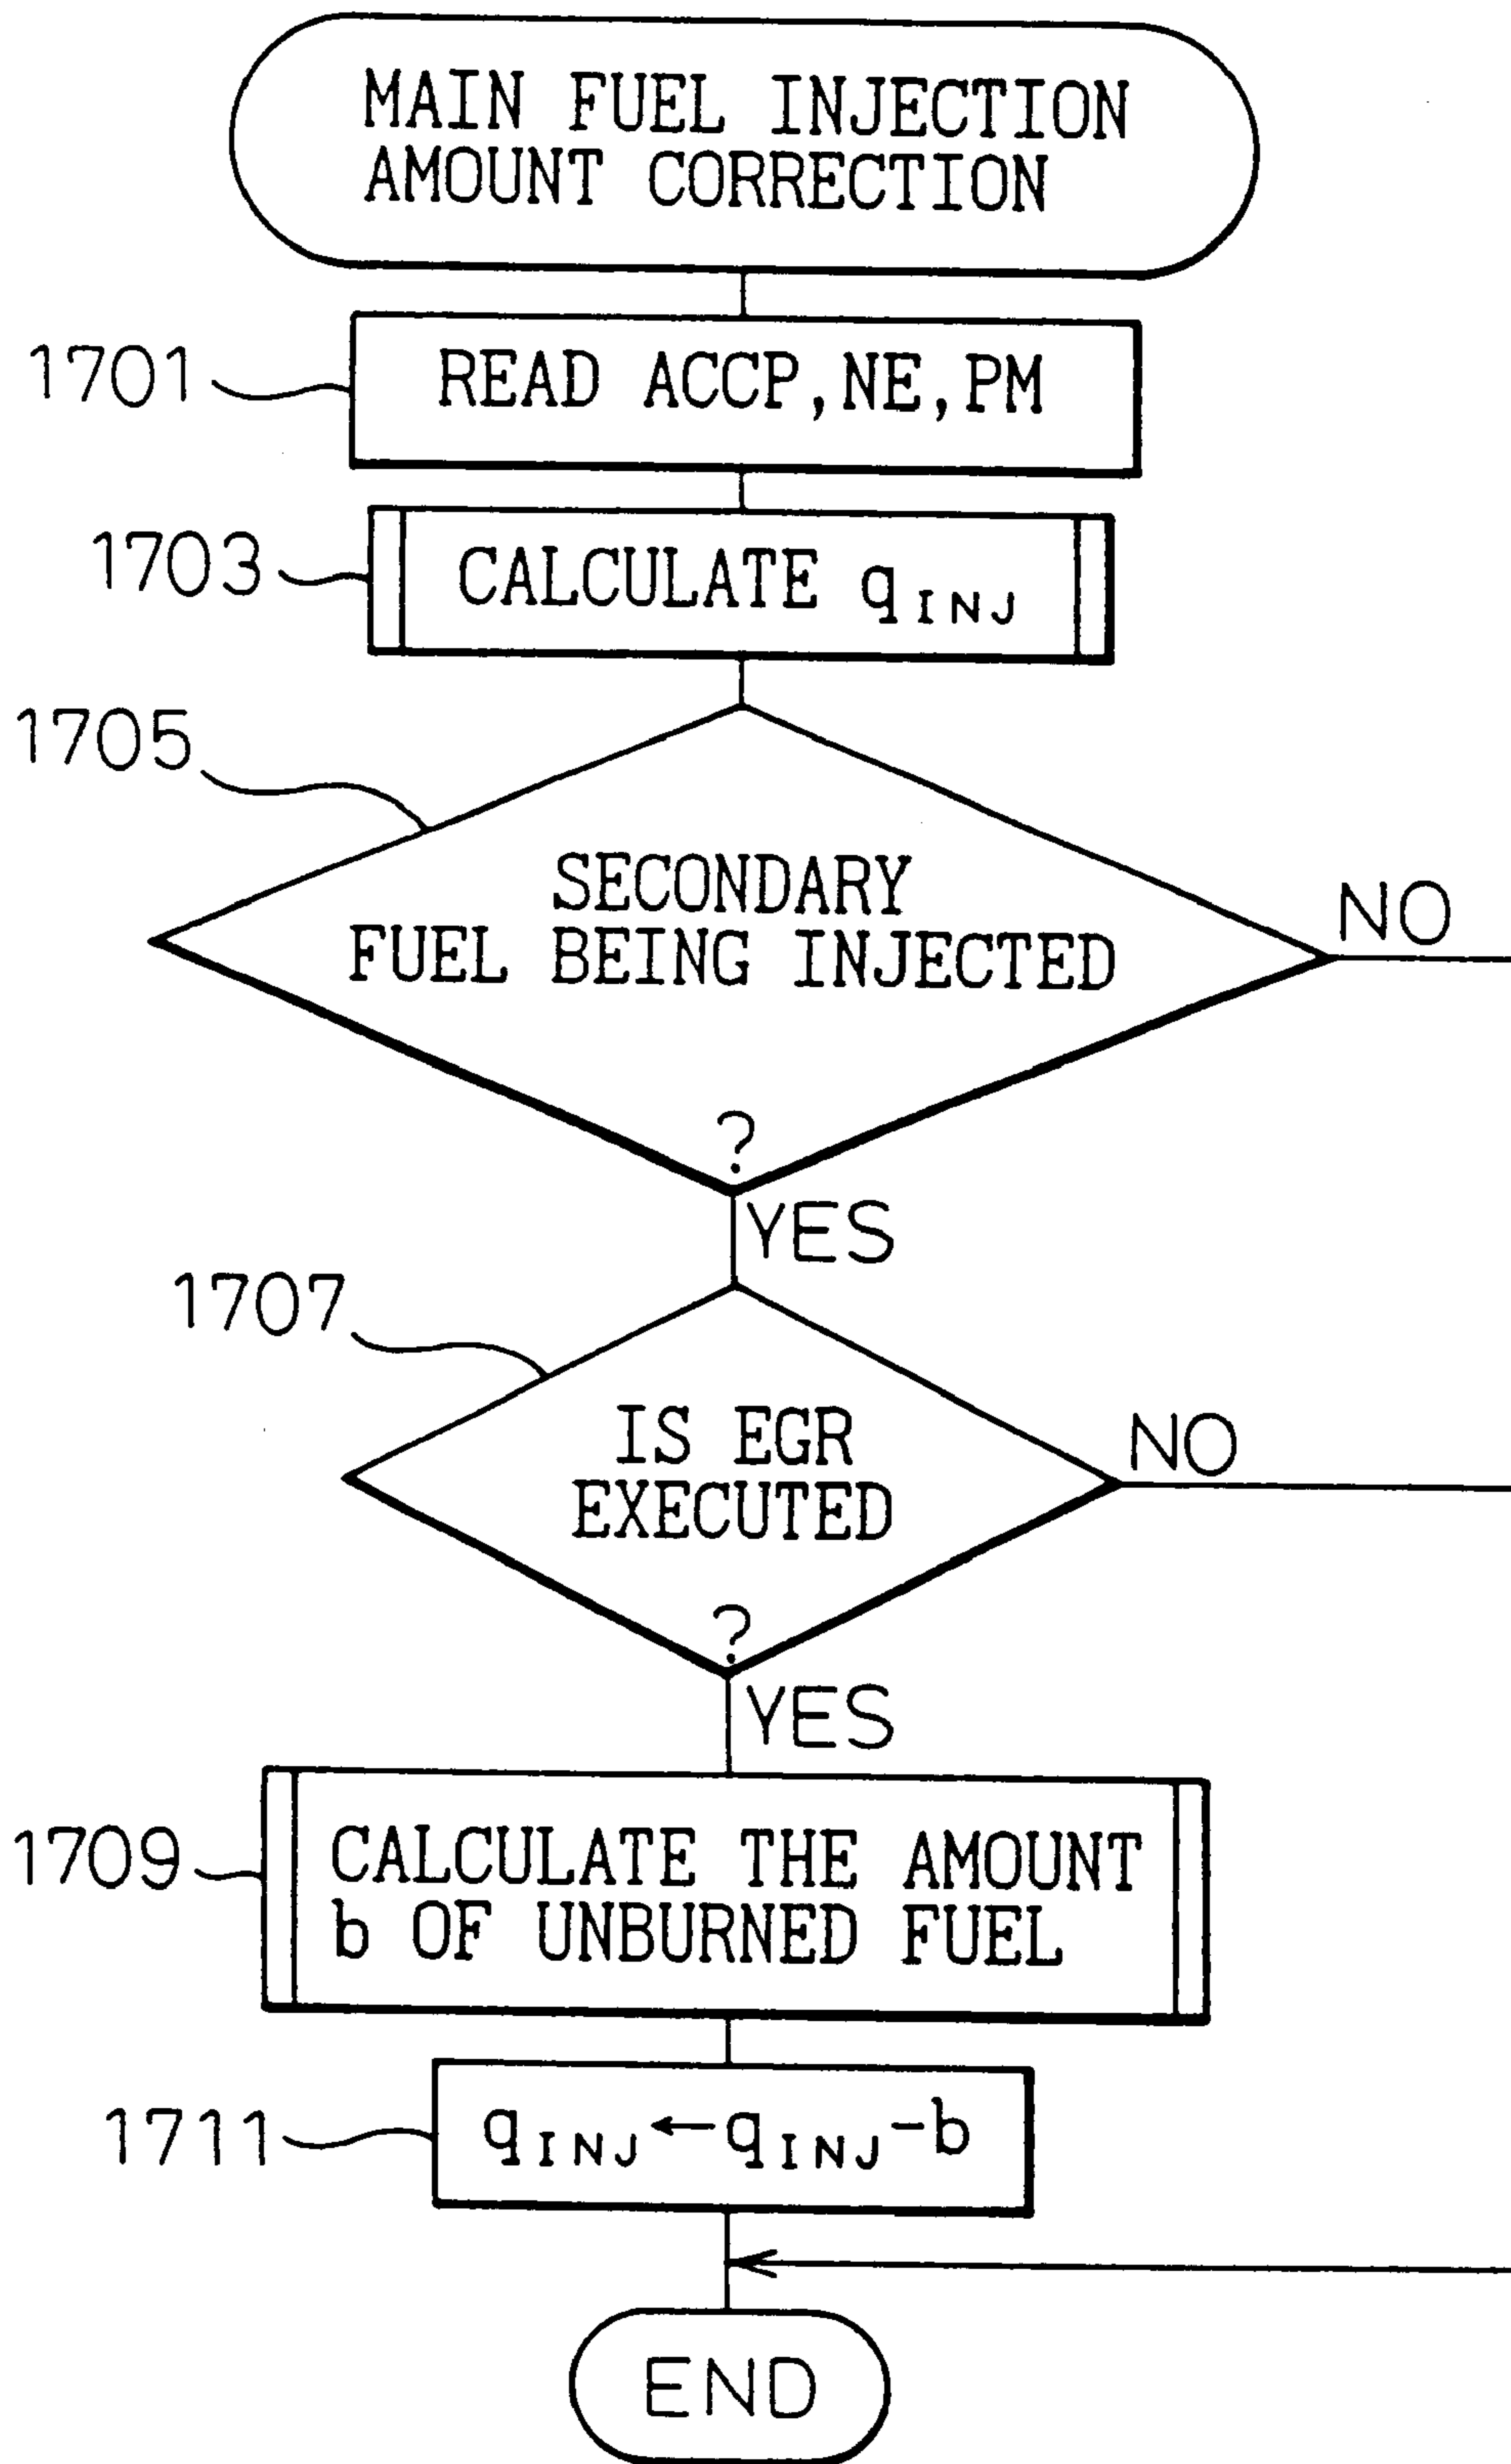 MAIN FUEL INJECTION
AMOUNT CORRECTION
1701
READ ACCP, NE, PM
1703
CALCULATE qINJ
1705
SECONDARY
FUEL BEING INJECTED
?
NO
YES
1707
IS EGR
EXECUTED
?
NO
YES
1709
CALCULATE THE AMOUNT
b OF UNBURNED FUEL
1711
qINJ←qINJ-b
END